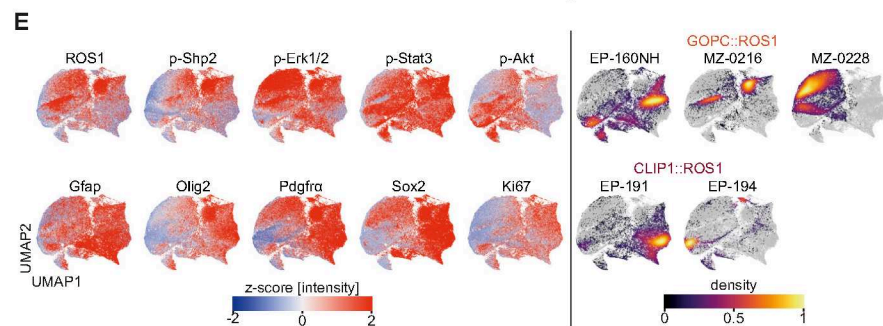 E
ROS1 p-Shp2 p-Erk1/2 p-Stat3 p-Akt
Gfap Olig2 Pdgfrα Sox2 Ki67
UMAP2
UMAP1
z-score [intensity]
-2 0 2
GOPC::ROS1
EP-160NH MZ-0216 MZ-0228
CLIP1::ROS1
EP-191 EP-194
density
0 0.5 1